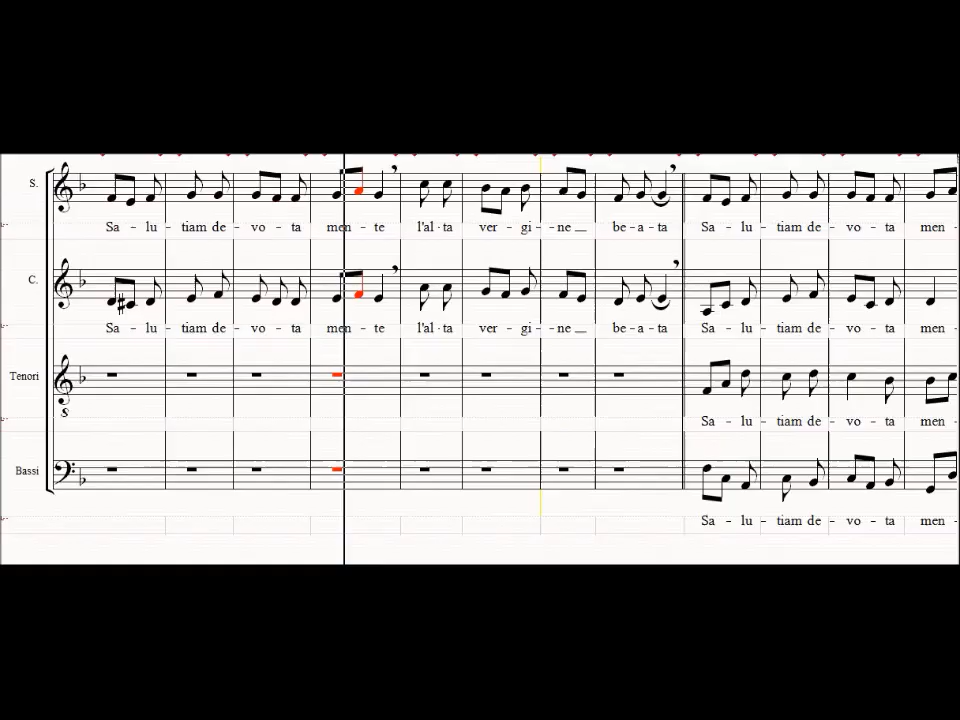 S.
Sa - lu - tiam de - vo - ta men - te l'al - ta ver - gi - ne __ be - a - ta Sa - lu - tiam de - vo - ta men -
C.
Sa - lu - tiam de - vo - ta men - te l'al - ta ver - gi - ne __ be - a - ta Sa - lu - tiam de - vo - ta men -
Tenori
8
Sa - lu - tiam de - vo - ta men -
Bassi
Sa - lu - tiam de - vo - ta men -